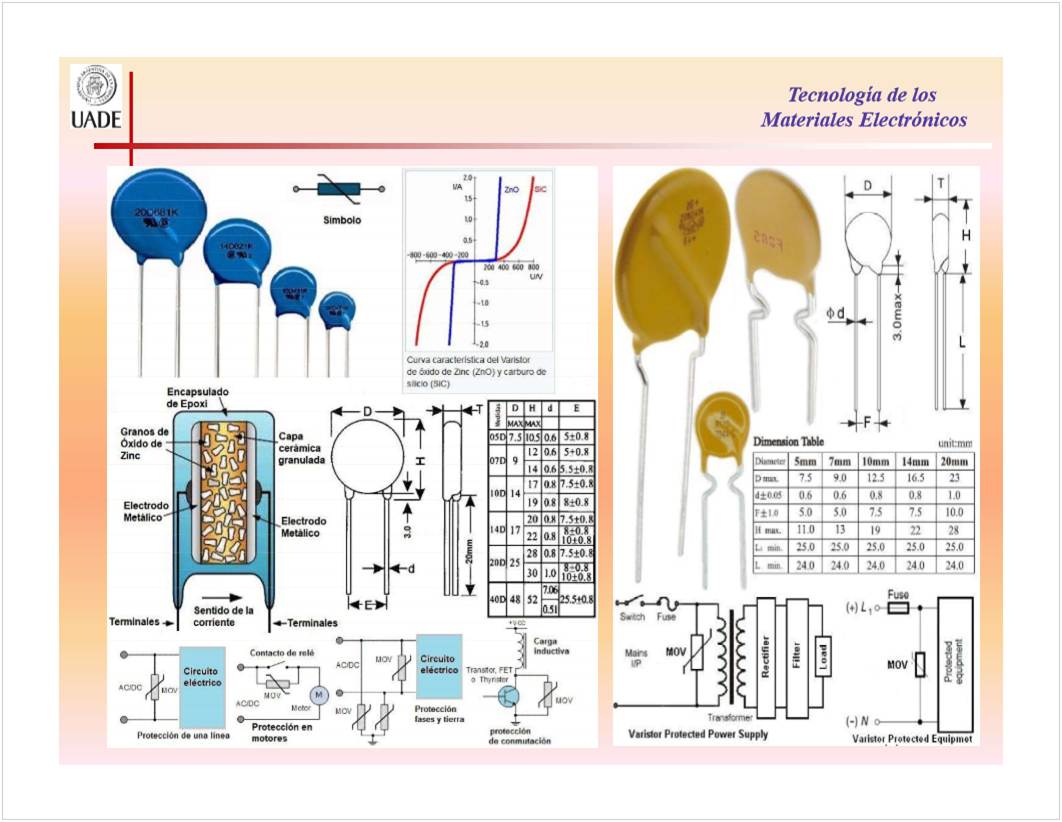 UADE
Tecnología de los
Materiales Electrónicos
20D681K
14D621K
Simbolo
I/A
ZnO
SiC
2.0
1.0
0.5
-800 -600 -400 -200
200 400 600 800
U/V
-0.5
-1.0
-1.5
-2.0
Curva característica del Varistor
de óxido de Zinc (ZnO) y carburo de
silicio (SiC)
Encapsulado
de Epoxi
Granos de
Óxido de
Zinc
Capa
cerámica
granulada
Electrodo
Metálico
Electrodo
Metálico
Sentido de la
corriente
Terminales
Terminales
D
T
H
3.0
d
20mm
E
Medidas D H d E
MAX MAX
05D 7.5 10.5 0.6 5±0.8
07D 9 12 0.6 5±0.8
14 0.6 5.5±0.8
10D 14 17 0.8 7.5±0.8
19 0.8 8±0.8
14D 17 20 0.8 7.5±0.8
22 0.8 8±0.8
10±0.8
20D 25 28 0.8 7.5±0.8
30 1.0 8±0.8
10±0.8
40D 48 52 7.06 25.5±0.8
0.51
AC/DC
MOV
Circuito
eléctrico
Protección de una línea
Contacto de relé
MOV
AC/DC
M
Motor
Protección en
motores
AC/DC
MOV
Circuito
eléctrico
MOV
Protección
fases y tierra
+VCC
Carga
inductiva
Transitor, FET
o Thyristor
MOV
protección
de conmutación
D
T
H
ϕd
3.0max
L
F
Dimension Table
unit:mm
Diameter 5mm 7mm 10mm 14mm 20mm
D max. 7.5 9.0 12.5 16.5 23
d±0.05 0.6 0.6 0.8 0.8 1.0
F±1.0 5.0 5.0 7.5 7.5 10.0
H max. 11.0 13 19 22 28
L₁ min. 25.0 25.0 25.0 25.0 25.0
L min. 24.0 24.0 24.0 24.0 24.0
Switch
Fuse
Mains
I/P
MOV
Transformer
Rectifier
Filter
Load
Varistor Protected Power Supply
Fuse
(+) L₁
MOV
Protected
equipment
(-) N
Varistor Protected Equipmet